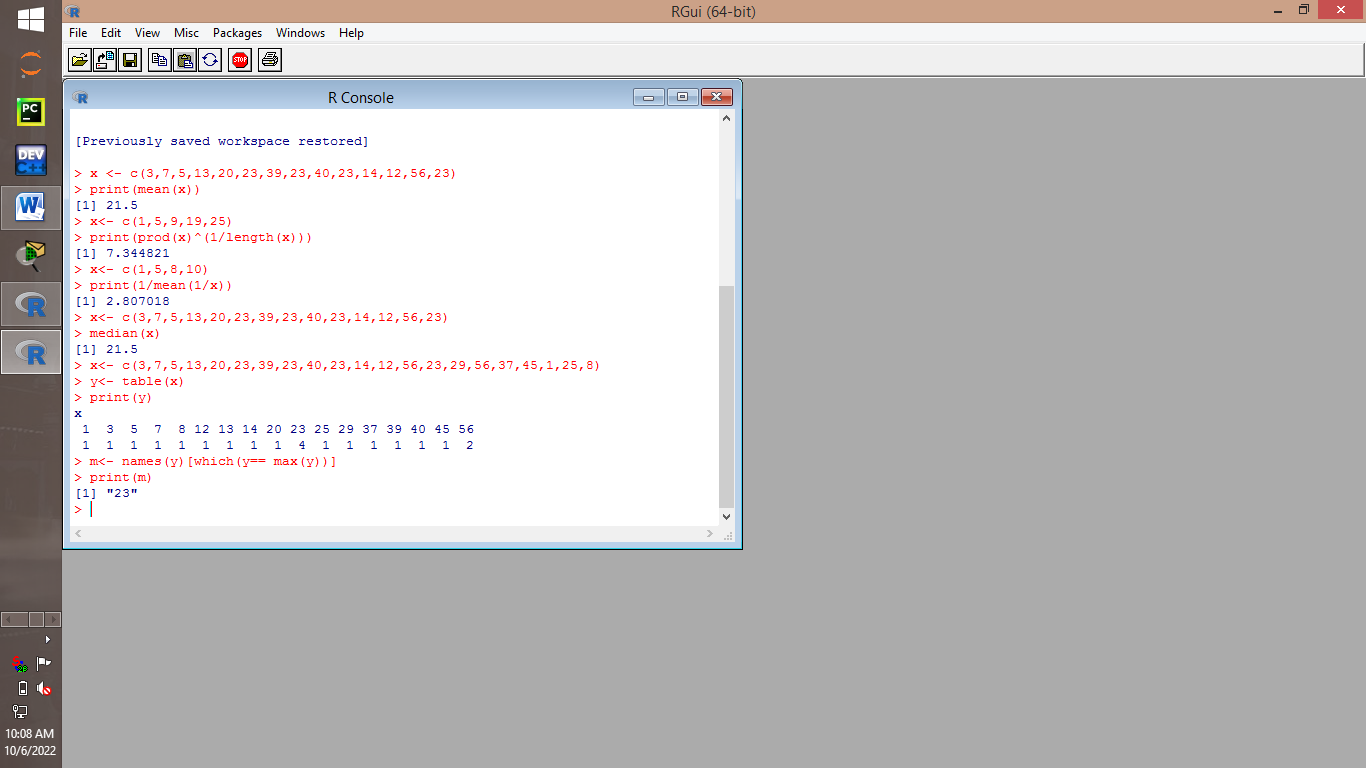 RGui (64-bit)
File Edit View Misc Packages Windows Help
STOP
R Console
[Previously saved workspace restored]
> x <- c(3,7,5,13,20,23,39,23,40,23,14,12,56,23)
> print(mean(x))
[1] 21.5
> x<- c(1,5,9,19,25)
> print(prod(x)^(1/length(x)))
[1] 7.344821
> x<- c(1,5,8,10)
> print(1/mean(1/x))
[1] 2.807018
> x<- c(3,7,5,13,20,23,39,23,40,23,14,12,56,23)
> median(x)
[1] 21.5
> x<- c(3,7,5,13,20,23,39,23,40,23,14,12,56,23,29,56,37,45,1,25,8)
> y<- table(x)
> print(y)
x
 1  3  5  7  8 12 13 14 20 23 25 29 37 39 40 45 56
 1  1  1  1  1  1  1  1  1  4  1  1  1  1  1  1  2
> m<- names(y)[which(y== max(y))]
> print(m)
[1] "23"
>
PC
DEV
C++
W
R
R
10:08 AM
10/6/2022